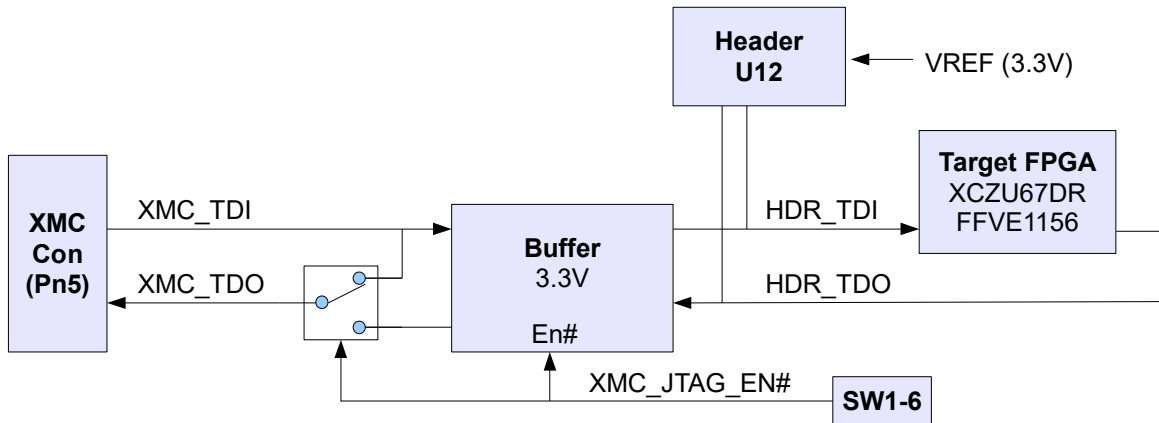 Header
U12
VREF (3.3V)
Target FPGA
XCZU67DR
FFVE1156
XMC
Con
(Pn5)
XMC_TDI
XMC_TDO
Buffer
3.3V
En#
HDR_TDI
HDR_TDO
XMC_JTAG_EN#
SW1-6